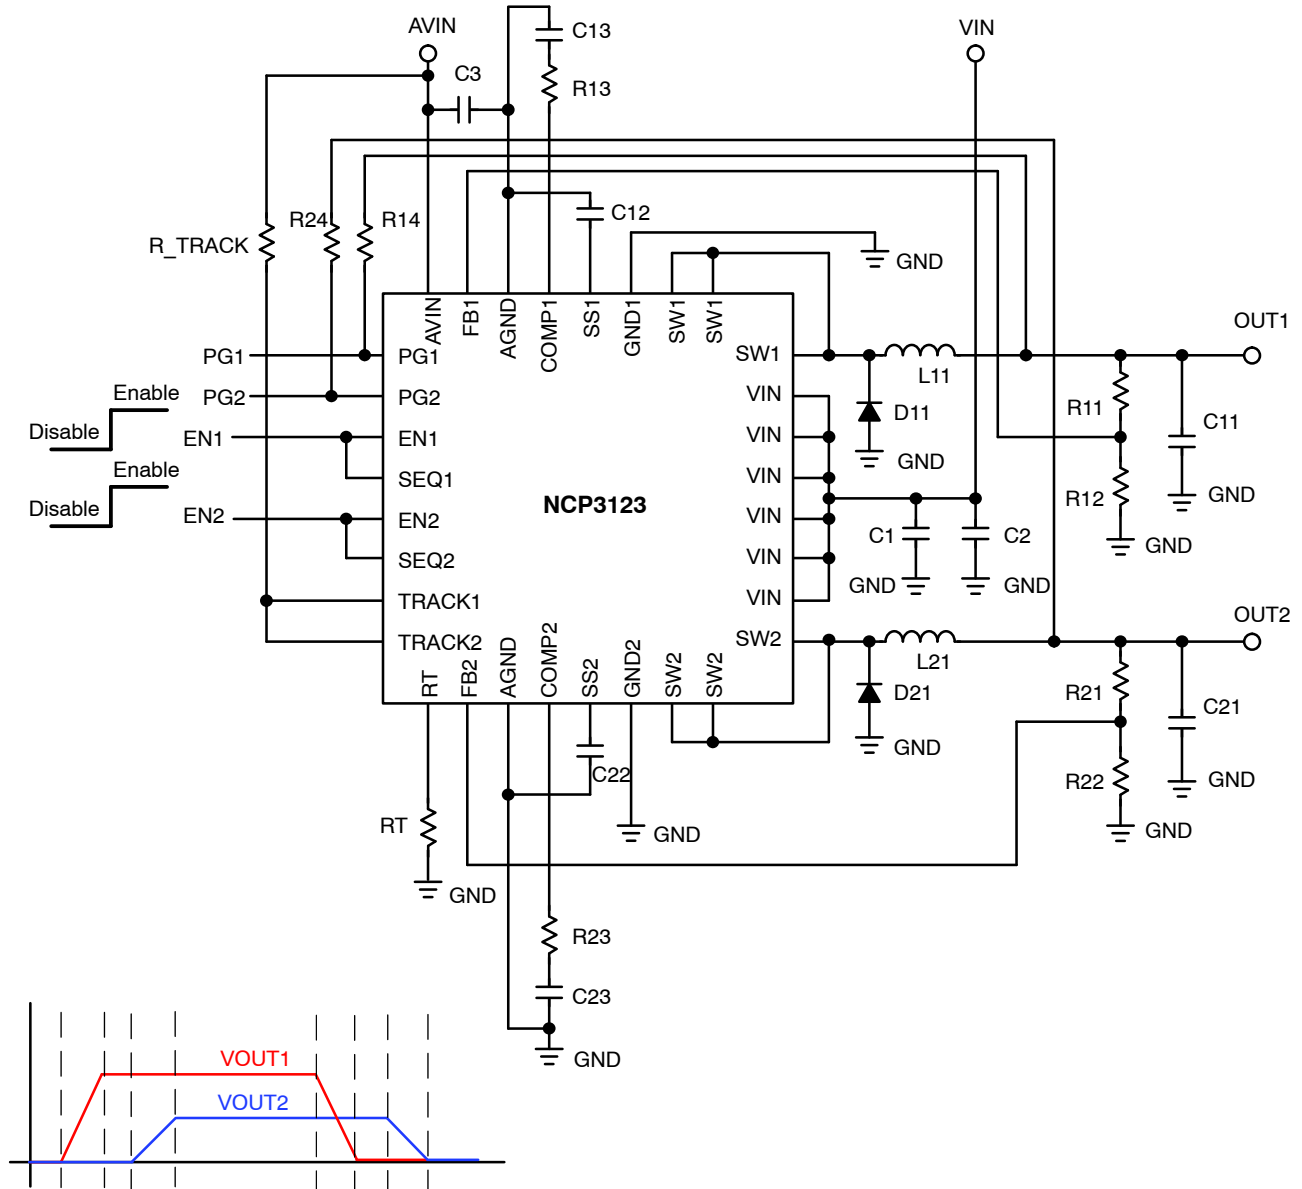 AVIN
VIN
C13
C3
R13
R24
R14
C12
R_TRACK
GND
AVIN
FB1
AGND
COMP1
SS1
GND1
SW1
SW1
OUT1
PG1
PG1
SW1
L11
Enable
PG2
PG2
VIN
R11
D11
C11
Disable
EN1
EN1
VIN
GND
Enable
SEQ1
VIN
R12
GND
Disable
EN2
EN2
NCP3123
VIN
C1
C2
GND
SEQ2
VIN
GND
GND
TRACK1
VIN
OUT2
TRACK2
SW2
L21
RT
FB2
AGND
COMP2
SS2
GND2
SW2
SW2
R21
D21
C21
GND
C22
R22
GND
RT
GND
GND
GND
R23
C23
GND
VOUT1
VOUT2